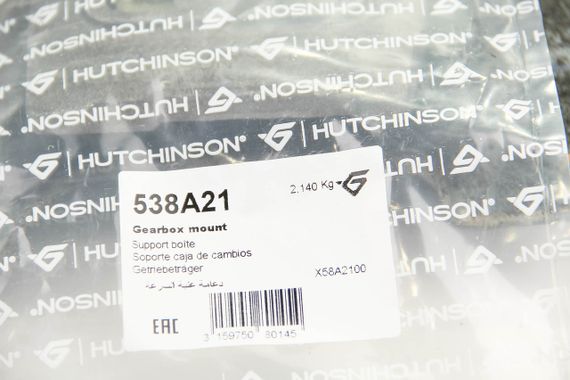 HUTCHINSON®
HUTCHINSON®
HUTCHINSON®
HUTCHINSON®
HUTCHINSON
538A21
2.140 Kg
Gearbox mount
Support boîte
Soporte caja de cambios
Getriebeträger
X58A2100
دعامة علبة السرعة
EAC
3 159750 80145